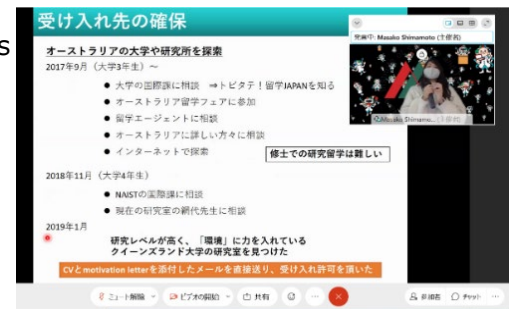 s
受け入れ先の確保
発言中: Masako Shimamoto (主催者)
オーストラリアの大学や研究所を探索
2017年9月（大学3年生）～
● 大学の国際課に相談 ⇒トビタテ！留学JAPANを知る
● オーストラリア留学フェアに参加
● 留学エージェントに相談
● オーストラリアに詳しい方々に相談
● インターネットで探索
修士での研究留学は難しい
2018年11月（大学4年生）
● NAISTの国際課に相談
● 現在の研究室の網代先生に相談
2019年1月
研究レベルが高く、「環境」に力を入れている
クイーンズランド大学の研究室を見つけた
CVとmotivation letterを添付したメールを直接送り、受け入れ許可を頂いた
ミュート解除
ビデオの開始
共有
参加者
チャット